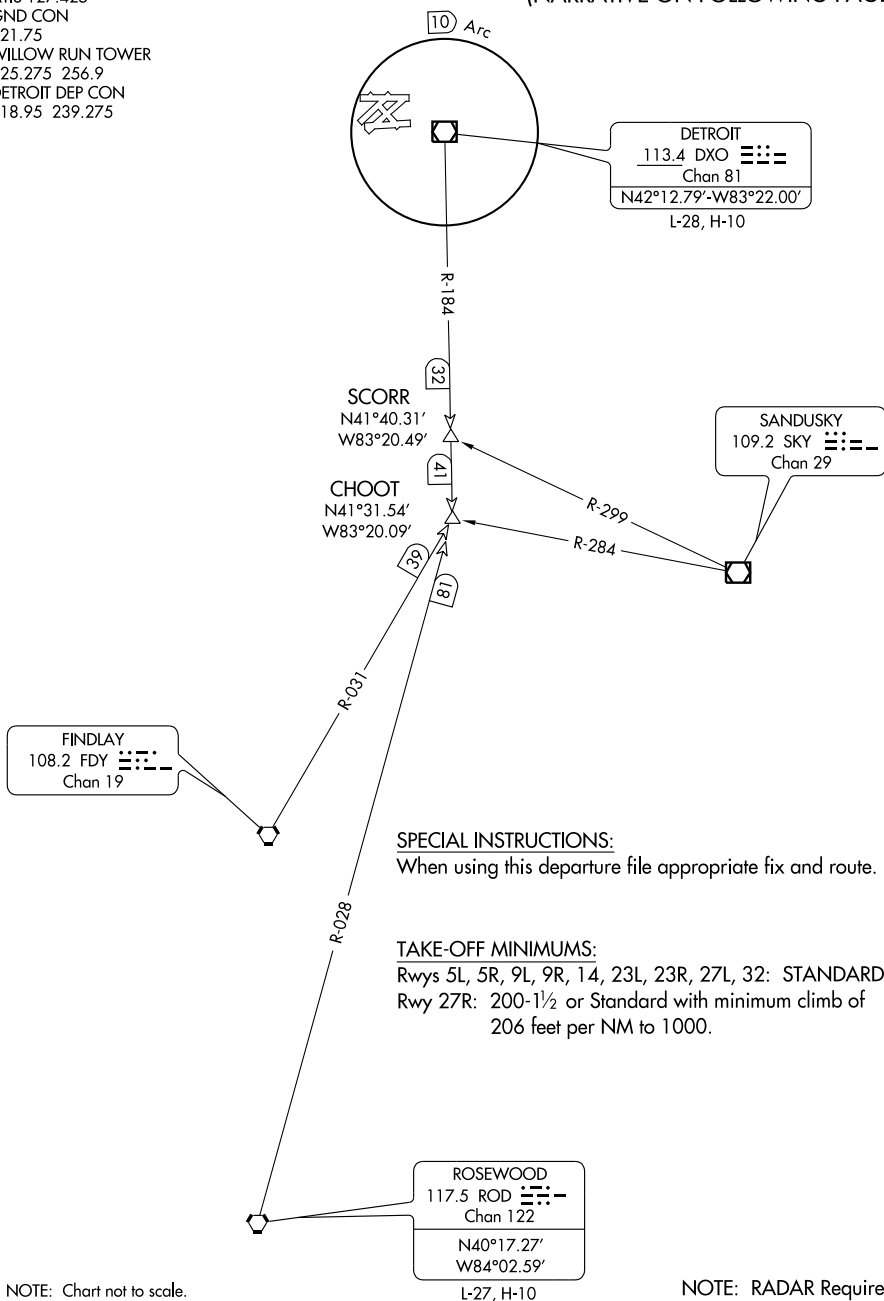 GND CON
21.75
WILLOW RUN TOWER
25.275 256.9
DETROIT DEP CON
18.95 239.275
10 Arc
DETROIT
113.4 DXO
Chan 81
N42°12.79′-W83°22.00′
L-28, H-10
R-184
32
SCORR
N41°40.31′
W83°20.49′
41
CHOOT
N41°31.54′
W83°20.09′
SANDUSKY
109.2 SKY
Chan 29
R-299
R-284
39
81
R-031
FINDLAY
108.2 FDY
Chan 19
R-028
SPECIAL INSTRUCTIONS:
When using this departure file appropriate fix and route.
TAKE-OFF MINIMUMS:
Rwys 5L, 5R, 9L, 9R, 14, 23L, 23R, 27L, 32: STANDARD
Rwy 27R: 200-1½ or Standard with minimum climb of
206 feet per NM to 1000.
ROSEWOOD
117.5 ROD
Chan 122
N40°17.27′
W84°02.59′
L-27, H-10
NOTE: Chart not to scale.
NOTE: RADAR Require